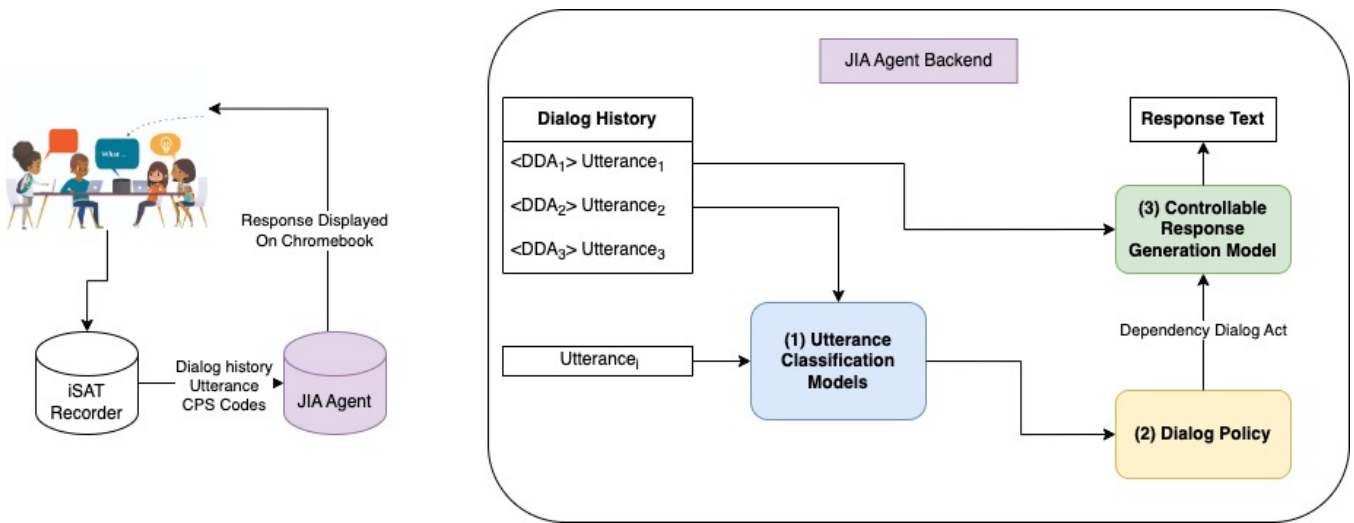 What ...
Response Displayed
On Chromebook
iSAT
Recorder
Dialog history
Utterance
CPS Codes
JIA Agent
JIA Agent Backend
Dialog History
<DDA1> Utterance1
<DDA2> Utterance2
<DDA3> Utterance3
Utterancei
(1) Utterance
Classification
Models
Response Text
(3) Controllable
Response
Generation Model
Dependency Dialog Act
(2) Dialog Policy